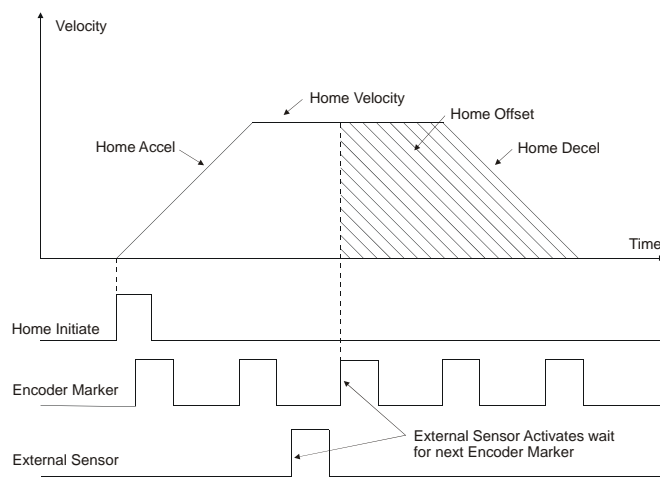 Velocity
Home Velocity
Home Offset
Home Accel
Home Decel
Time
Home Initiate
Encoder Marker
External Sensor Activates wait
for next Encoder Marker
External Sensor